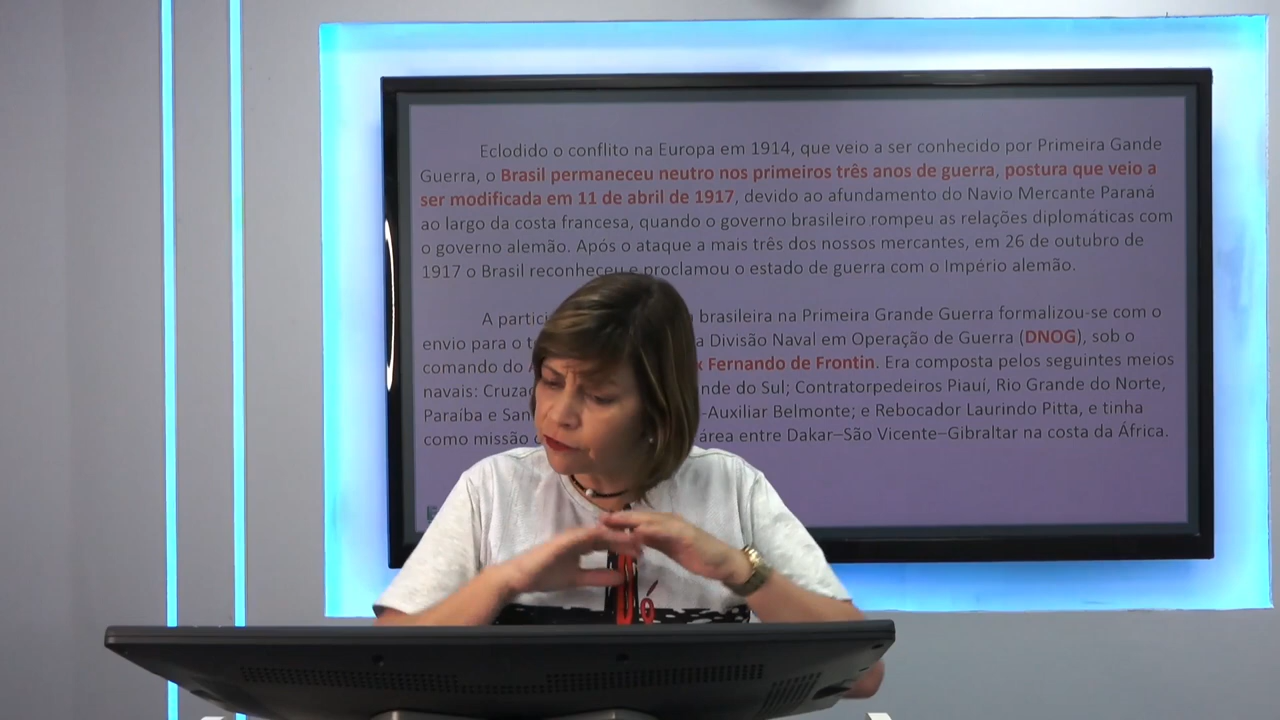 Eclodido o conflito na Europa em 1914, que veio a ser conhecido por Primeira Gande
Guerra, o Brasil permaneceu neutro nos primeiros três anos de guerra, postura que veio a
ser modificada em 11 de abril de 1917, devido ao afundamento do Navio Mercante Paraná
ao largo da costa francesa, quando o governo brasileiro rompeu as relações diplomáticas com
o governo alemão. Após o ataque a mais três dos nossos mercantes, em 26 de outubro de
1917 o Brasil reconheceu e proclamou o estado de guerra com o Império alemão.
A brasileira na Primeira Grande Guerra formalizou-se com o
envio para o Divisão Naval em Operação de Guerra (DNOG), sob o
comando do Fernando de Frontin. Era composta pelos seguintes meios
navais: do Sul; Contratorpedeiros Piauí, Rio Grande do Norte,
Paraíba e -Auxiliar Belmonte; e Rebocador Laurindo Pitta, e tinha
como missão área entre Dakar–São Vicente–Gibraltar na costa da África.